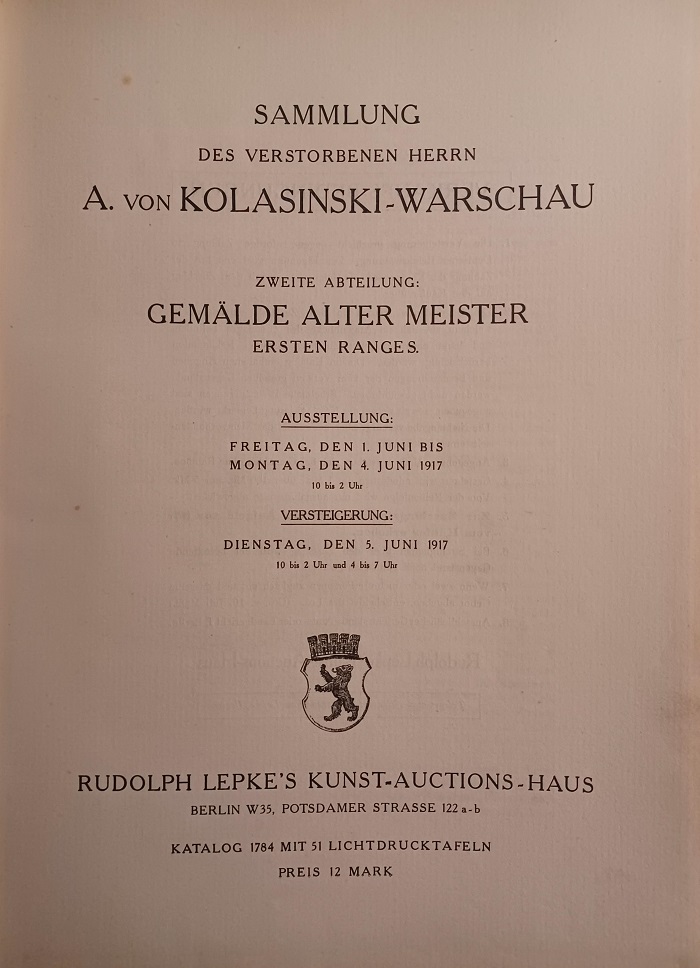 SAMMLUNG
DES VERSTORBENEN HERRN
A. VON KOLASINSKI-WARSCHAU
ZWEITE ABTEILUNG:
GEMÄLDE ALTER MEISTER
ERSTEN RANGES.
AUSSTELLUNG:
FREITAG, DEN 1. JUNI BIS
MONTAG, DEN 4. JUNI 1917
10 bis 2 Uhr
VERSTEIGERUNG:
DIENSTAG, DEN 5. JUNI 1917
10 bis 2 Uhr und 4 bis 7 Uhr
RUDOLPH LEPKE'S KUNST-AUCTIONS-HAUS
BERLIN W35, POTSDAMER STRASSE 122 a-b
KATALOG 1784 MIT 51 LICHTDRUCKTAFELN
PREIS 12 MARK